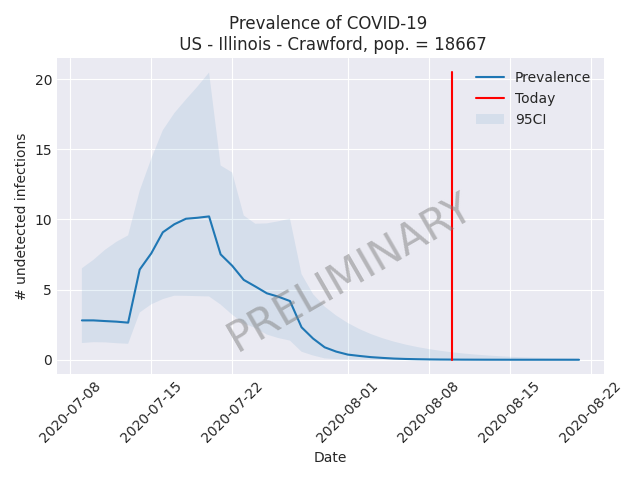 Prevalence of COVID-19
US - Illinois - Crawford, pop. = 18667
20
15
10
5
0
# undetected infections
Prevalence
Today
95CI
PRELIMINARY
2020-07-08
2020-07-15
2020-07-22
2020-08-01
2020-08-08
2020-08-15
2020-08-22
Date